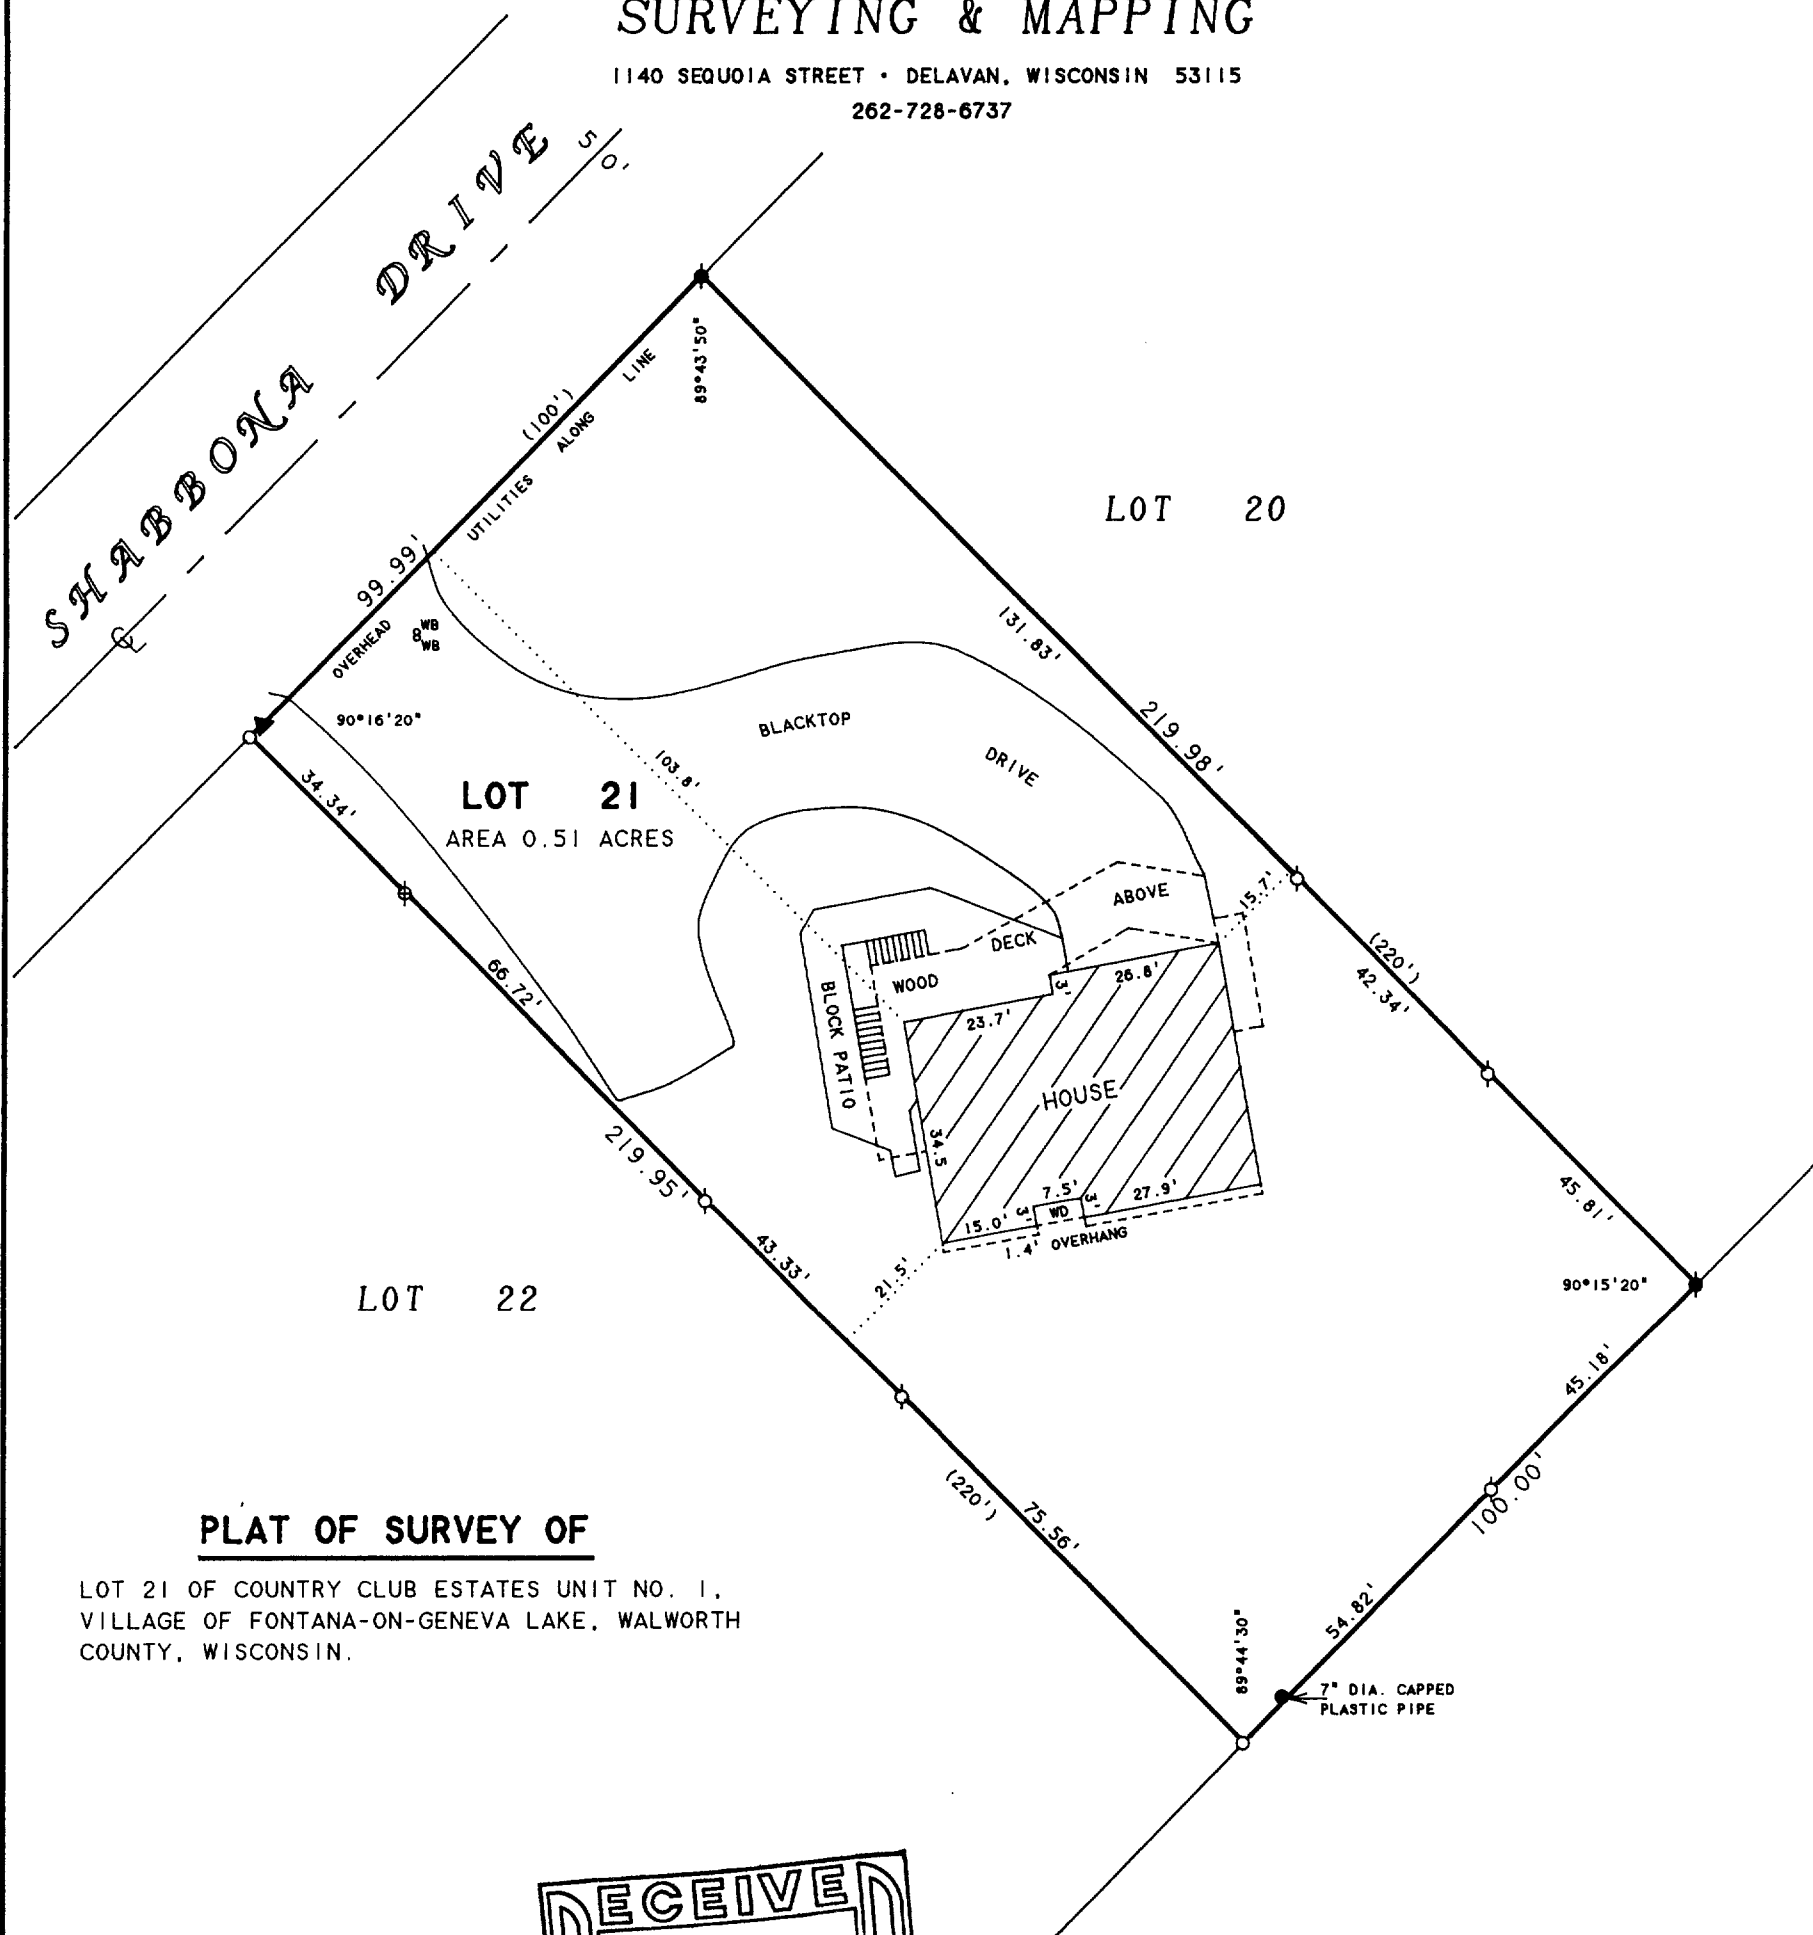 SURVEYING & MAPPING
1140 SEQUOIA STREET • DELAVAN, WISCONSIN 53115
262-728-6737
SHABBONA DRIVE
50'
℄
89°43'50"
(100')
99.99'
OVERHEAD UTILITIES ALONG LINE
LOT 20
8 WB
WB
131.83'
90°16'20"
219.98'
BLACKTOP DRIVE
103.8'
34.34'
LOT 21
AREA 0.51 ACRES
15.7'
ABOVE
DECK
WOOD
(220')
42.34'
66.72'
BLOCK PATIO
3'
26.8'
23.7'
HOUSE
34.5
219.95'
7.5'
3'
27.9'
15.0'
3'
WD
1.4' OVERHANG
45.81'
43.33'
21.5'
LOT 22
90°15'20"
45.18'
100.00'
(220')
75.56'
54.82'
89°44'30"
7" DIA. CAPPED
PLASTIC PIPE
PLAT OF SURVEY OF
LOT 21 OF COUNTRY CLUB ESTATES UNIT NO. 1,
VILLAGE OF FONTANA-ON-GENEVA LAKE, WALWORTH
COUNTY, WISCONSIN.
RECEIVED